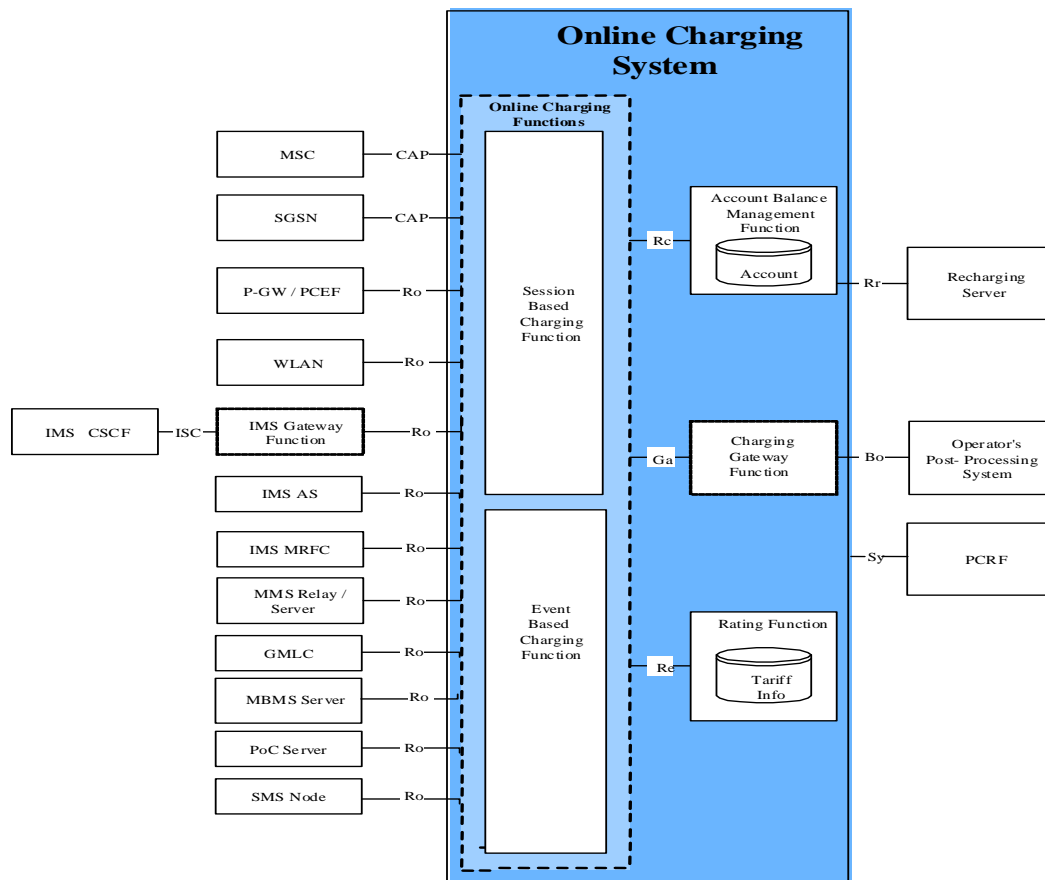 Online Charging
System
Online Charging
Functions
MSC
CAP
SGSN
CAP
P-GW / PCEF
Ro
WLAN
Ro
IMS CSCF
ISC
IMS Gateway
Function
Ro
IMS AS
Ro
IMS MRFC
Ro
MMS Relay /
Server
Ro
GMLC
Ro
MBMS Server
Ro
PoC Server
Ro
SMS Node
Ro
Session
Based
Charging
Function
Event
Based
Charging
Function
Rc
Account Balance
Management
Function
Account
Rr
Recharging
Server
Ga
Charging
Gateway
Function
Bo
Operator's
Post- Processing
System
Sy
PCRF
Re
Rating Function
Tariff
Info